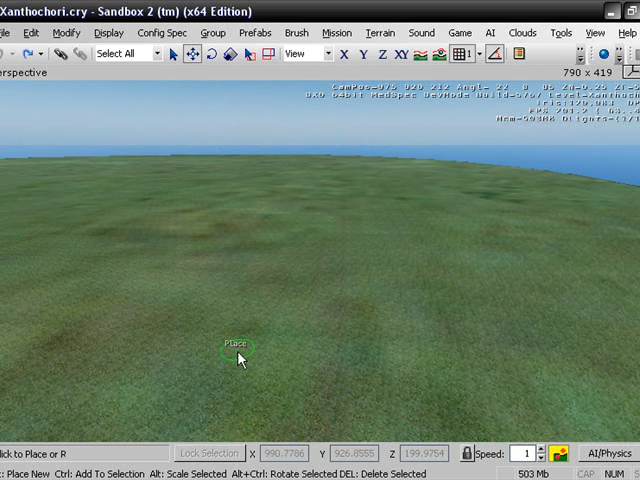 Xanthochori.cry - Sandbox 2 (tm) (x64 Edition)
ile Edit Modify Display Config Spec Group Prefabs Brush Mission Terrain Sound Game AI Clouds Tools View Help
Select All View X Y Z XY 1
erspective 790 x 419
Place
lick to Place or R Lock Selection X 990.7786 Y 926.8555 Z 199.9754 Speed: 1 AI/Physics
t: Place New Ctrl: Add To Selection Alt: Scale Selected Alt+Ctrl: Rotate Selected DEL: Delete Selected 503 Mb CAP NUM S